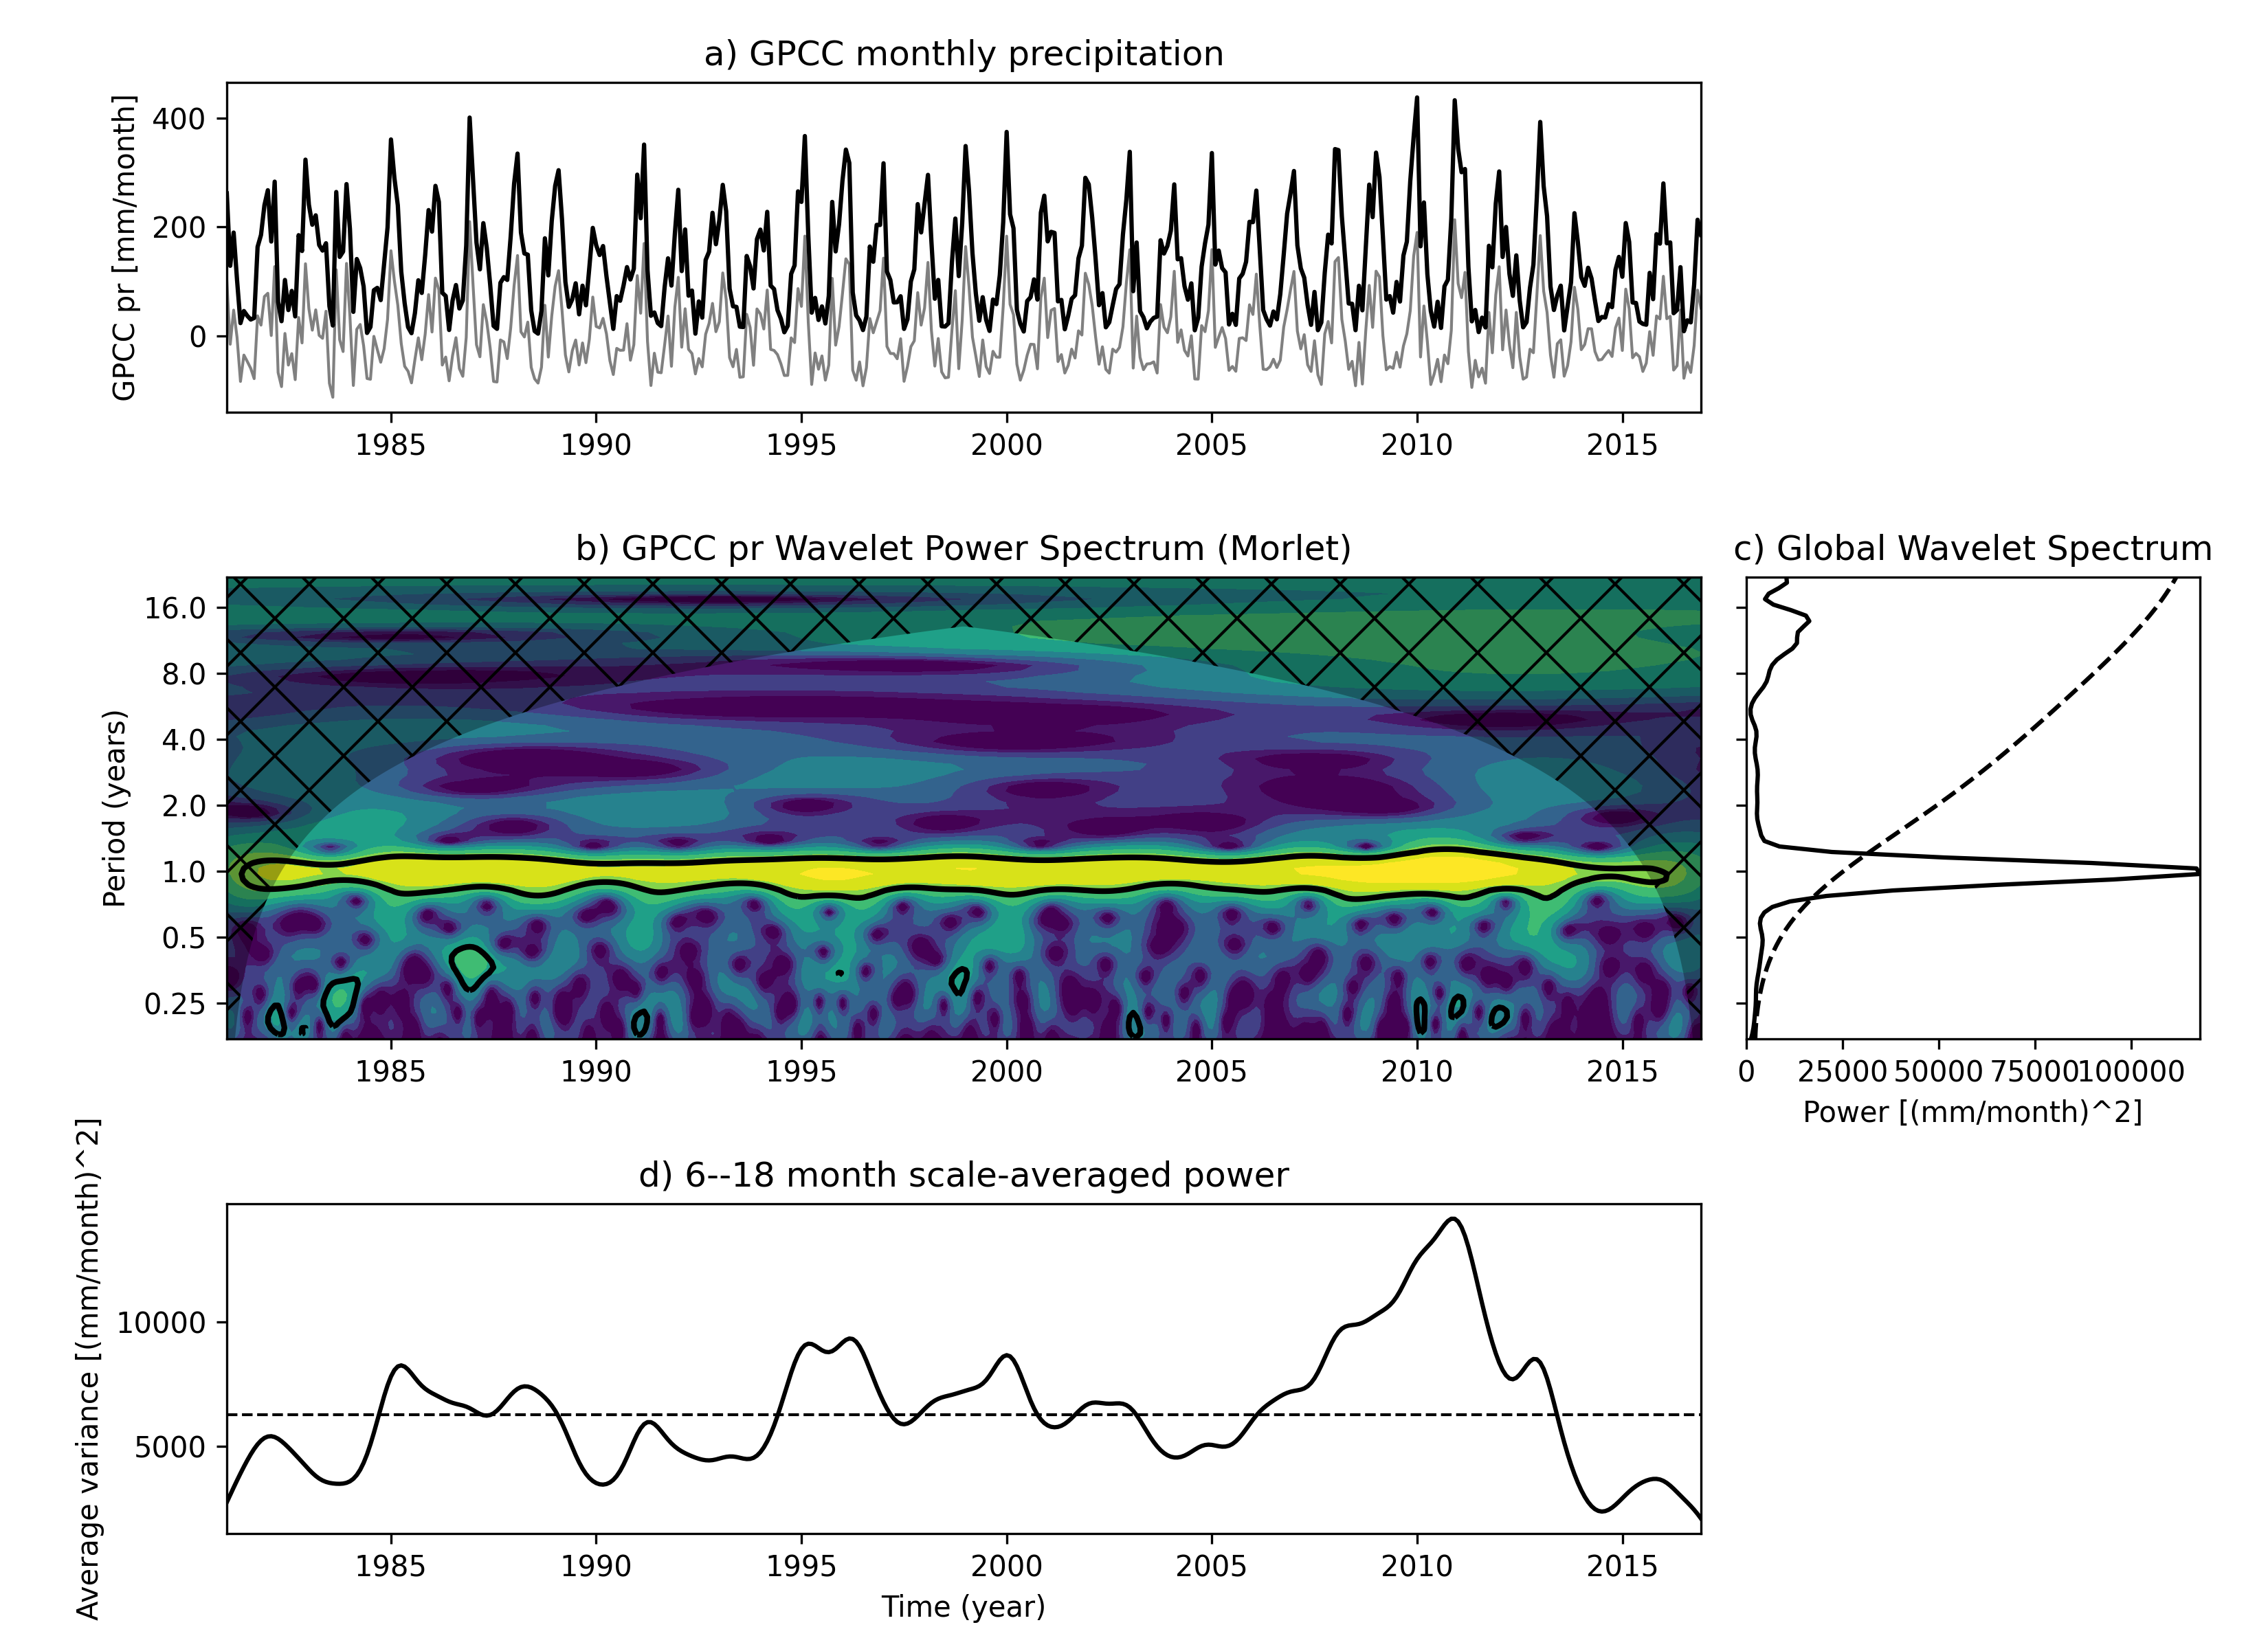 a) GPCC monthly precipitation
GPCC pr [mm/month]
400
200
0
1985 1990 1995 2000 2005 2010 2015
b) GPCC pr Wavelet Power Spectrum (Morlet)
Period (years)
16.0
8.0
4.0
2.0
1.0
0.5
0.25
1985 1990 1995 2000 2005 2010 2015
c) Global Wavelet Spectrum
0 25000 50000 75000 100000
Power [(mm/month)^2]
d) 6--18 month scale-averaged power
Average variance [(mm/month)^2]
10000
5000
1985 1990 1995 2000 2005 2010 2015
Time (year)